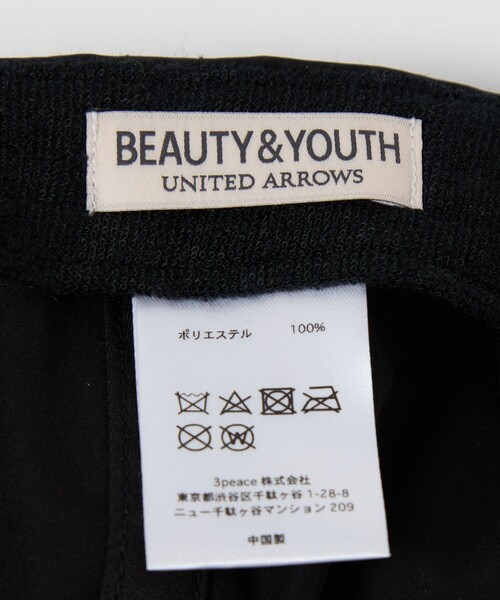 BEAUTY&YOUTH
UNITED ARROWS
ポリエステル 100%
W
3peace 株式会社
東京都渋谷区千駄ヶ谷 1-28-8
ニュー千駄ヶ谷マンション 209
中国製